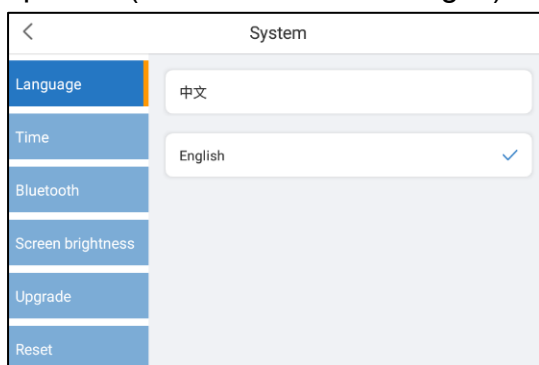 System
Language
中文
Time
English
Bluetooth
Screen brightness
Upgrade
Reset